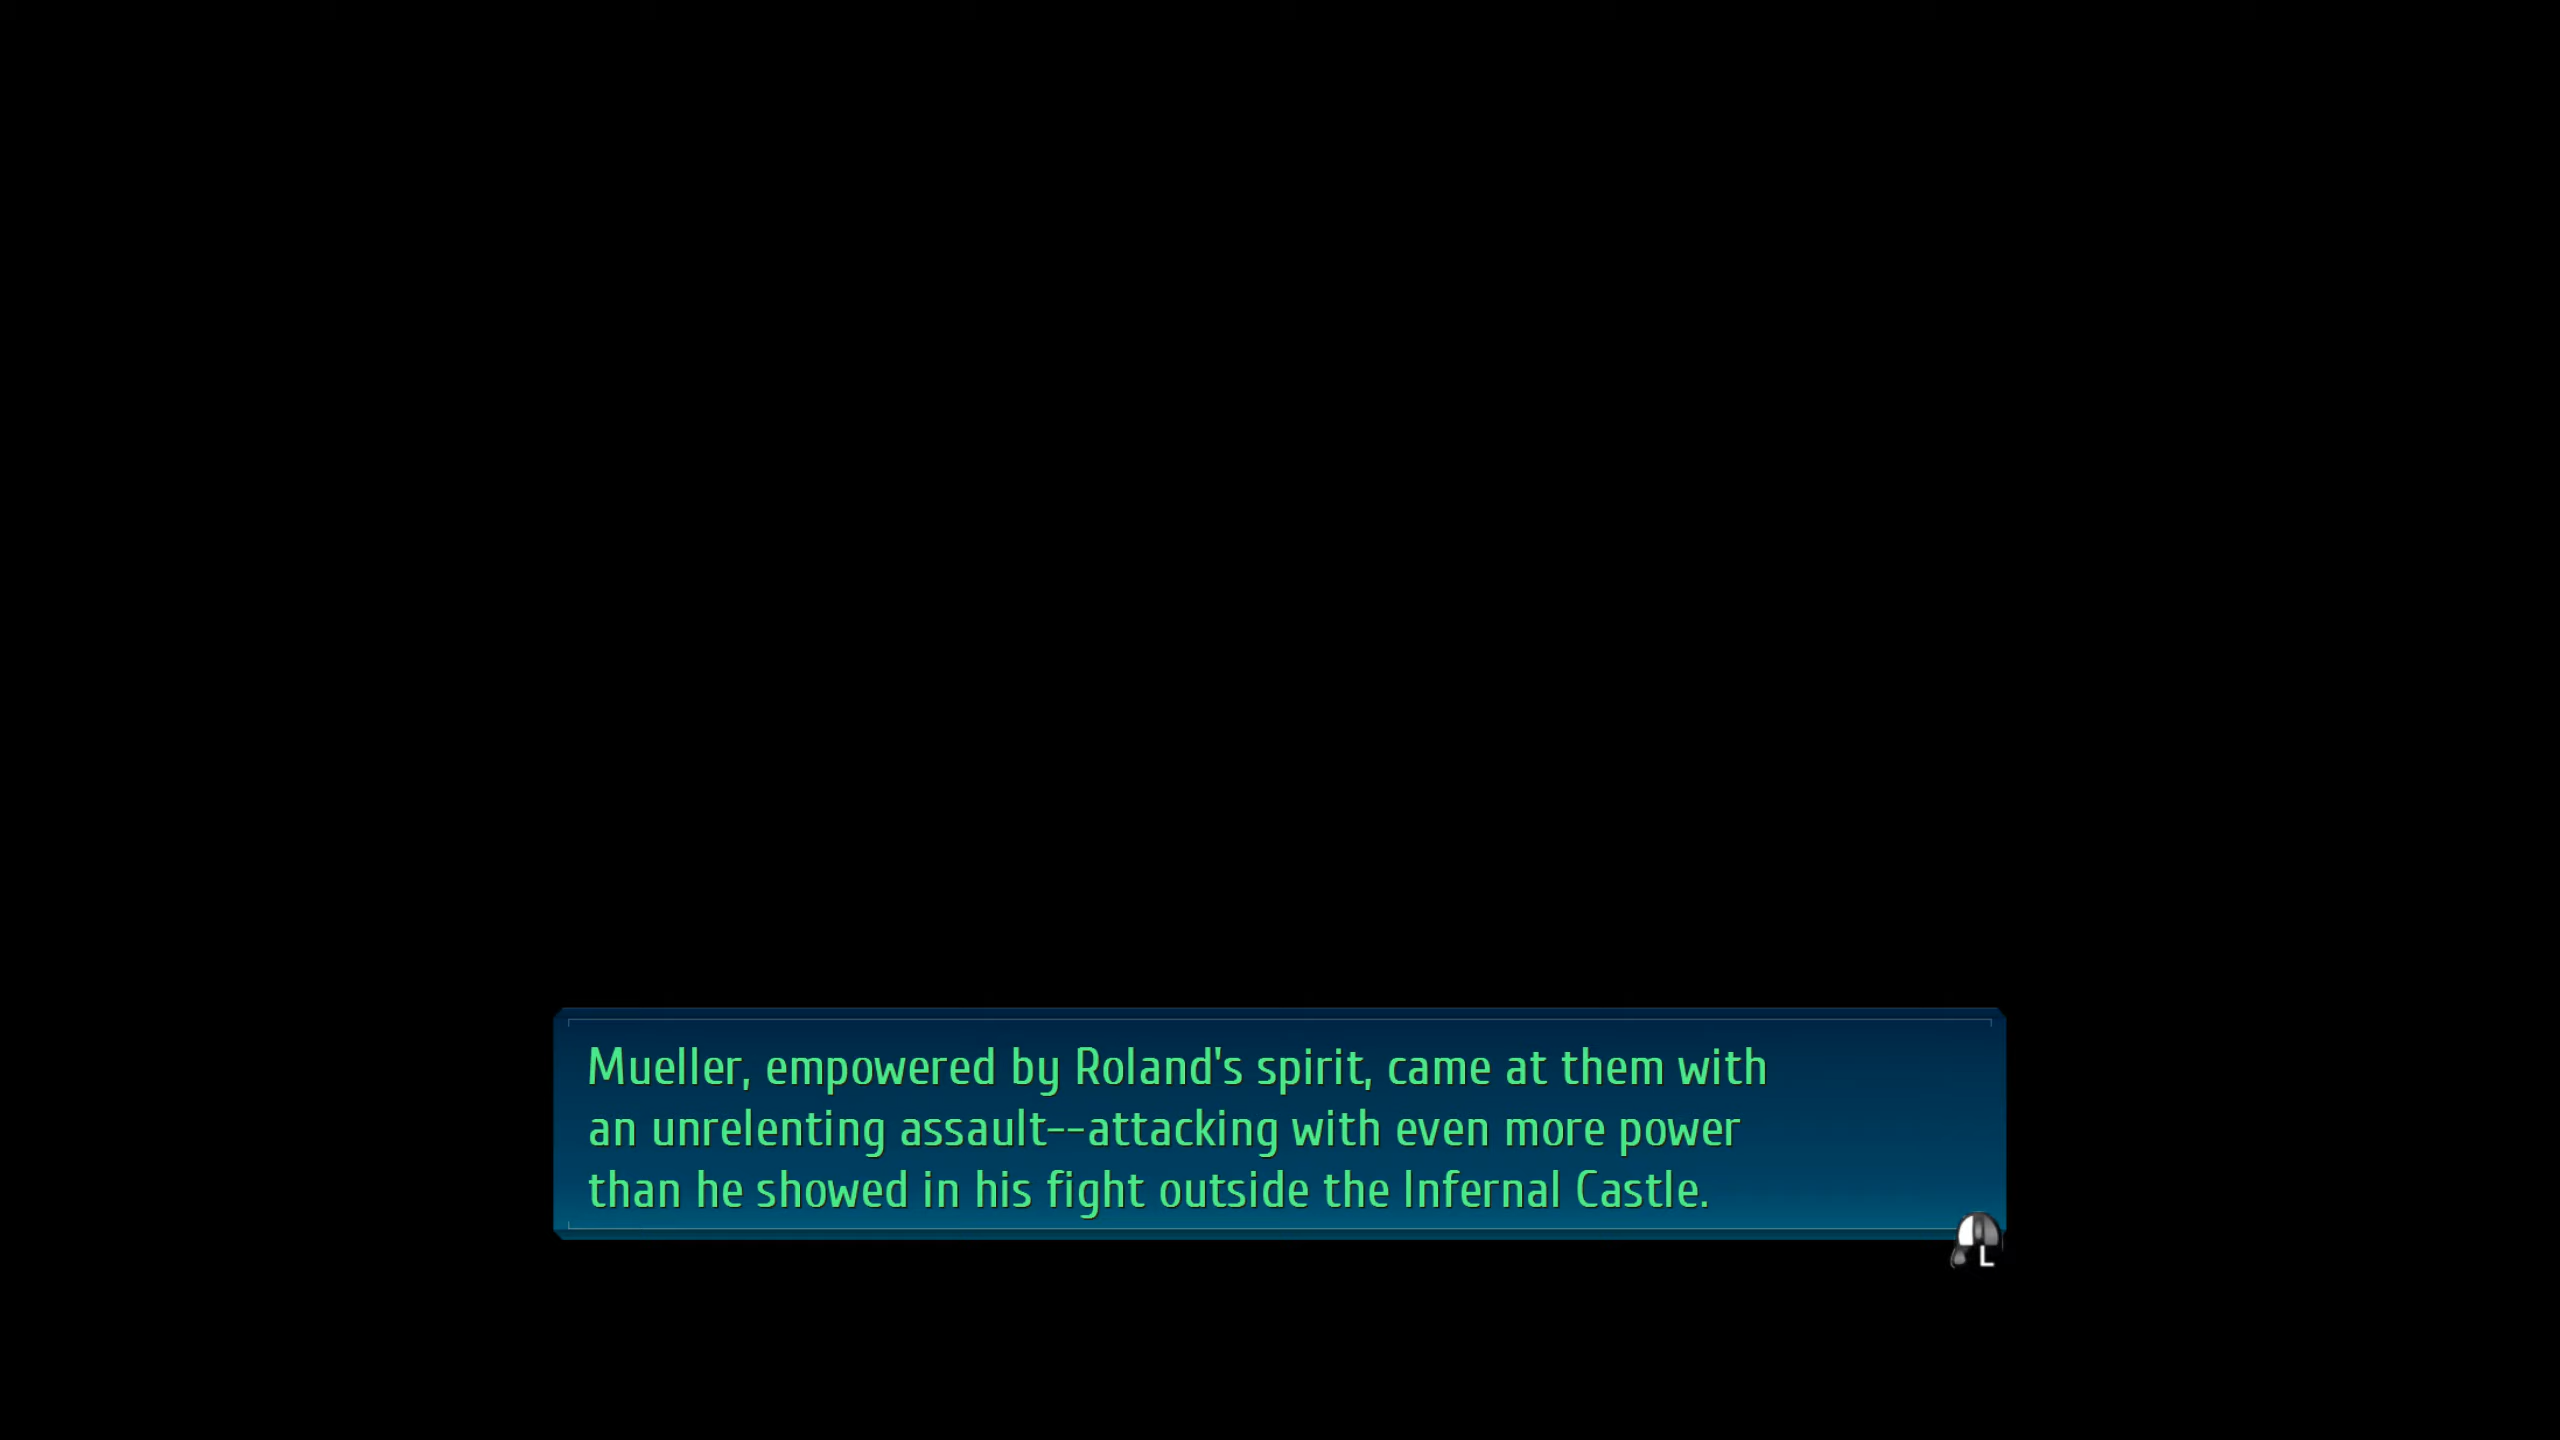 Mueller, empowered by Roland's spirit, came at them with
an unrelenting assault--attacking with even more power
than he showed in his fight outside the Infernal Castle.
L